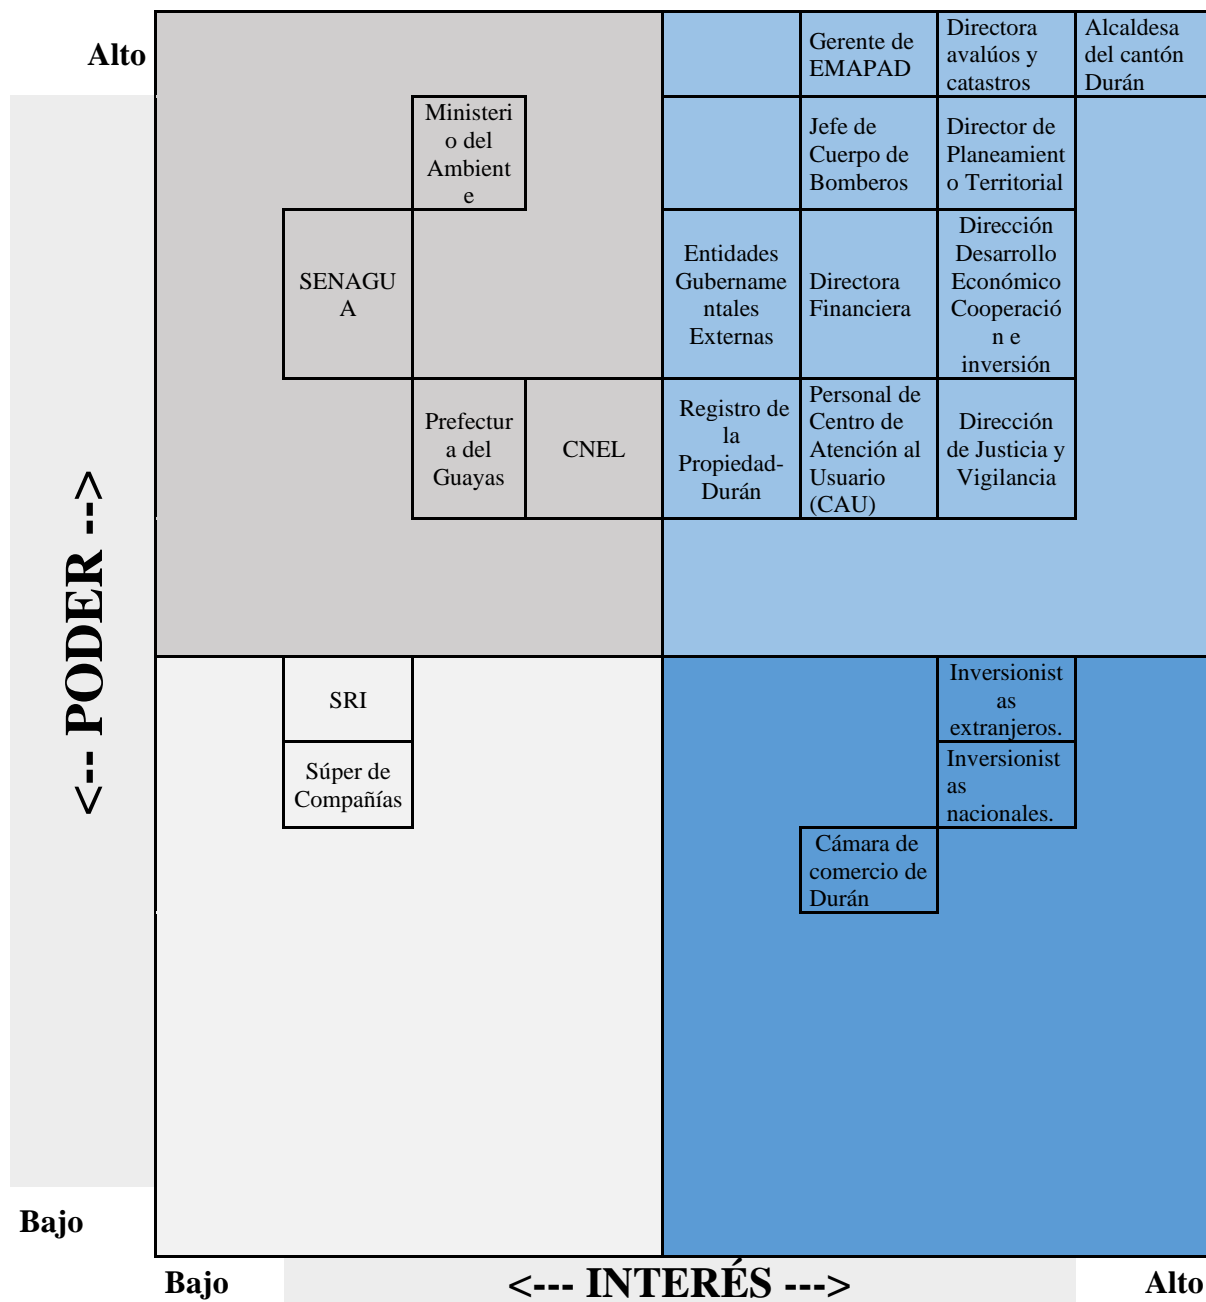 Alto
Gerente de
EMAPAD
Directora
avalúos y
catastros
Alcaldesa
del cantón
Durán
Ministeri
o del
Ambient
e
Jefe de
Cuerpo de
Bomberos
Director de
Planeamient
o Territorial
SENAGU
A
Entidades
Gubername
ntales
Externas
Directora
Financiera
Dirección
Desarrollo
Económico
Cooperació
n e
inversión
Prefectur
a del
Guayas
CNEL
Registro de
la
Propiedad-
Durán
Personal de
Centro de
Atención al
Usuario
(CAU)
Dirección
de Justicia y
Vigilancia
<-- PODER -->
SRI
Inversionist
as
extranjeros.
Súper de
Compañías
Inversionist
as
nacionales.
Cámara de
comercio de
Durán
Bajo
Bajo
<--- INTERÉS --->
Alto